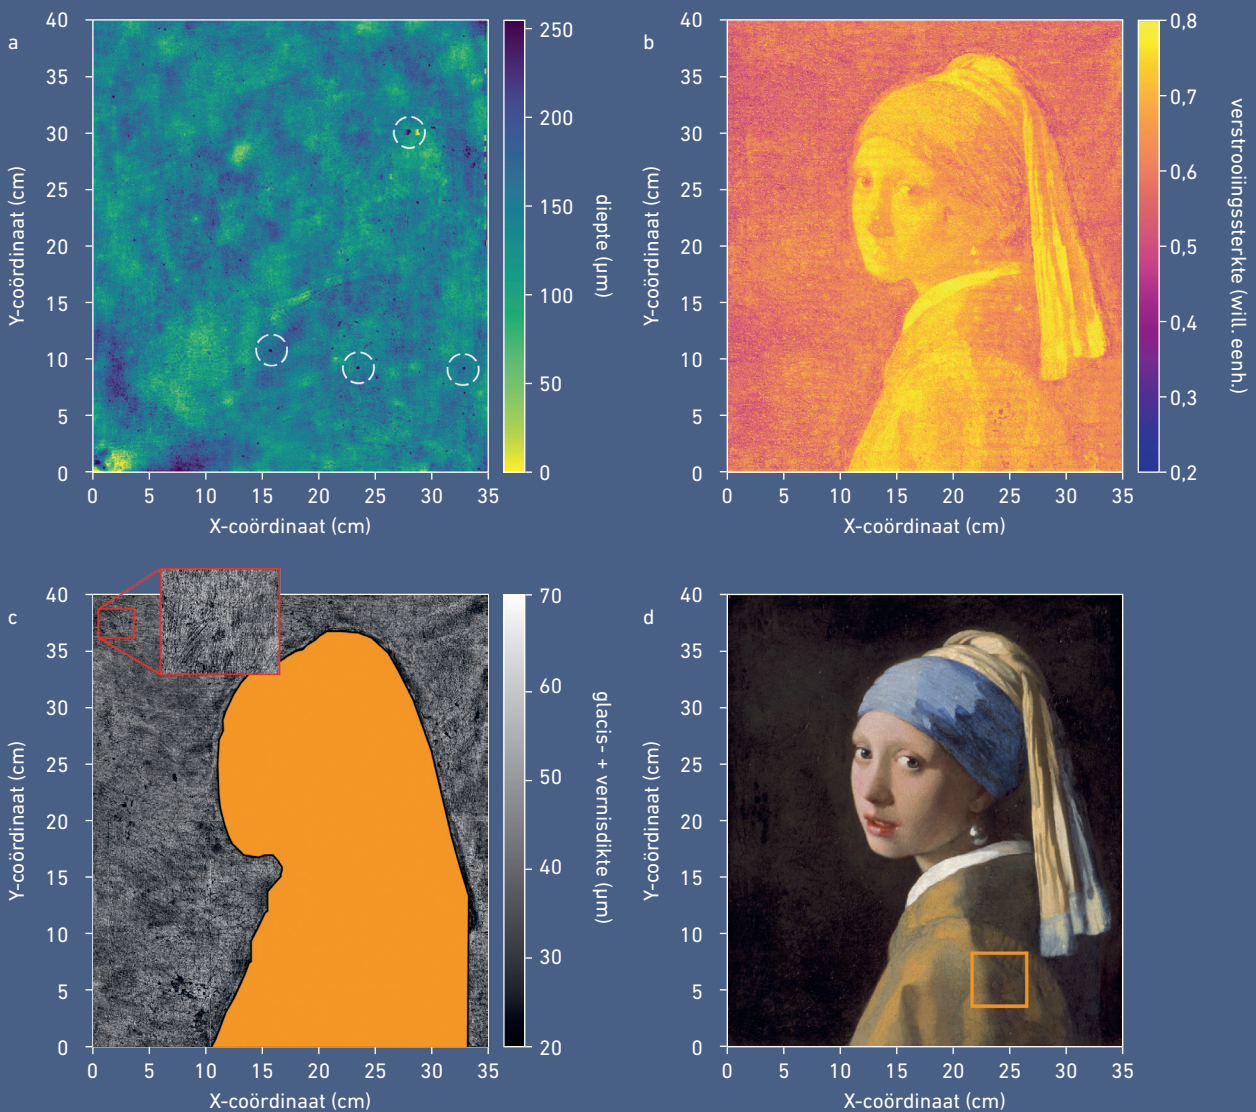 a
40
35
30
25
20
15
10
5
0
Y-coördinaat (cm)
0 5 10 15 20 25 30 35
X-coördinaat (cm)
250
200
150
100
50
0
diepte (µm)
b
40
35
30
25
20
15
10
5
0
Y-coördinaat (cm)
0 5 10 15 20 25 30 35
X-coördinaat (cm)
0,8
0,7
0,6
0,5
0,4
0,3
0,2
verstrooiingssterkte (will. eenh.)
c
40
35
30
25
20
15
10
5
0
Y-coördinaat (cm)
0 5 10 15 20 25 30 35
X-coördinaat (cm)
70
60
50
40
30
20
glacis- + vernisdikte (µm)
d
40
35
30
25
20
15
10
5
0
Y-coördinaat (cm)
0 5 10 15 20 25 30 35
X-coördinaat (cm)